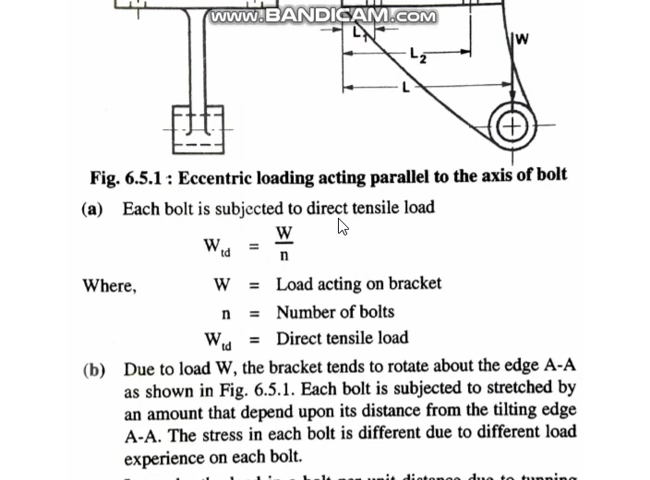 www.BANDICAM.com
L1
W
L2
L
Fig. 6.5.1 : Eccentric loading acting parallel to the axis of bolt
(a) Each bolt is subjected to direct tensile load
Wtd = W/n
Where, W = Load acting on bracket
n = Number of bolts
Wtd = Direct tensile load
(b) Due to load W, the bracket tends to rotate about the edge A-A
as shown in Fig. 6.5.1. Each bolt is subjected to stretched by
an amount that depend upon its distance from the tilting edge
A-A. The stress in each bolt is different due to different load
experience on each bolt.